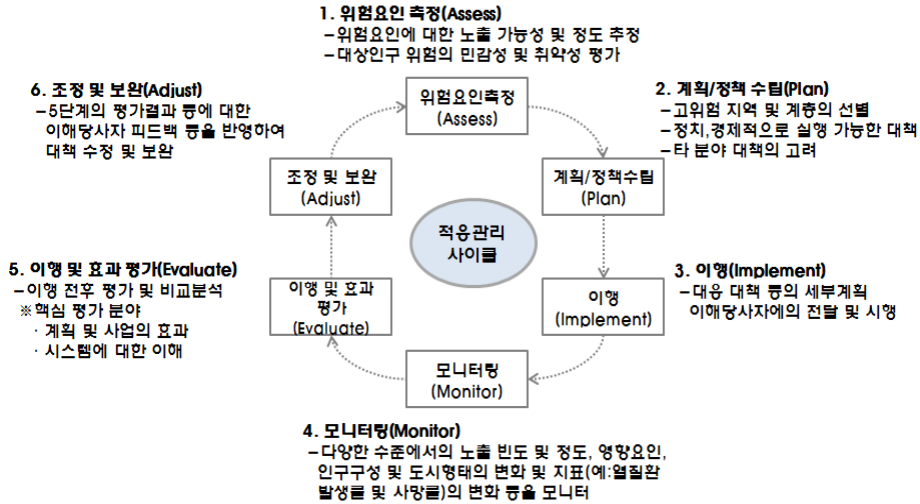 1. 위험요인 측정(Assess)
–위험요인에 대한 노출 가능성 및 정도 추정
–대상인구 위험의 민감성 및 취약성 평가
위험요인측정
(Assess)
2. 계획/정책 수립(Plan)
–고위험 지역 및 계층의 선별
–정치,경제적으로 실행 가능한 대책
–타 분야 대책의 고려
계획/정책수립
(Plan)
3. 이행(Implement)
–대응 대책 등의 세부계획
이해당사자에의 전달 및 시행
이행
(Implement)
모니터링
(Monitor)
4. 모니터링(Monitor)
–다양한 수준에서의 노출 빈도 및 정도, 영향요인,
인구구성 및 도시형태의 변화 및 지표(예:열질환
발생률 및 사망률)의 변화 등을 모니터
5. 이행 및 효과 평가(Evaluate)
–이행 전후 평가 및 비교분석
※핵심 평가 분야
· 계획 및 사업의 효과
· 시스템에 대한 이해
이행 및 효과
평가
(Evaluate)
6. 조정 및 보완(Adjust)
–5단계의 평가결과 등에 대한
이해당사자 피드백 등을 반영하여
대책 수정 및 보완
조정 및 보완
(Adjust)
적응관리
사이클